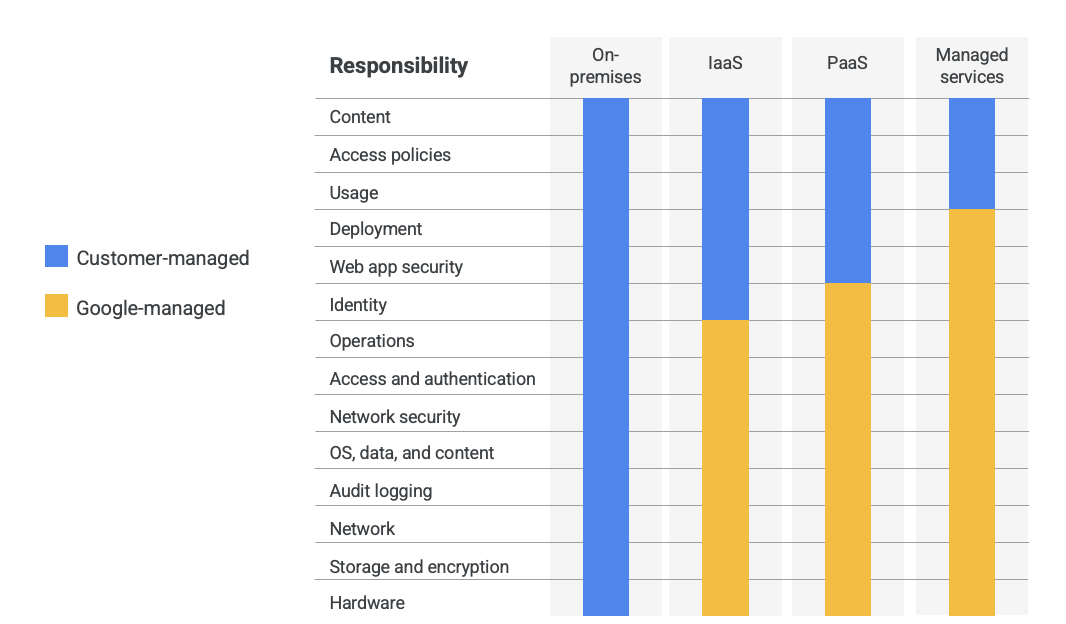 Responsibility
On-
premises
IaaS
PaaS
Managed
services
Content
Access policies
Usage
Deployment
Web app security
Identity
Operations
Access and authentication
Network security
OS, data, and content
Audit logging
Network
Storage and encryption
Hardware
Customer-managed
Google-managed